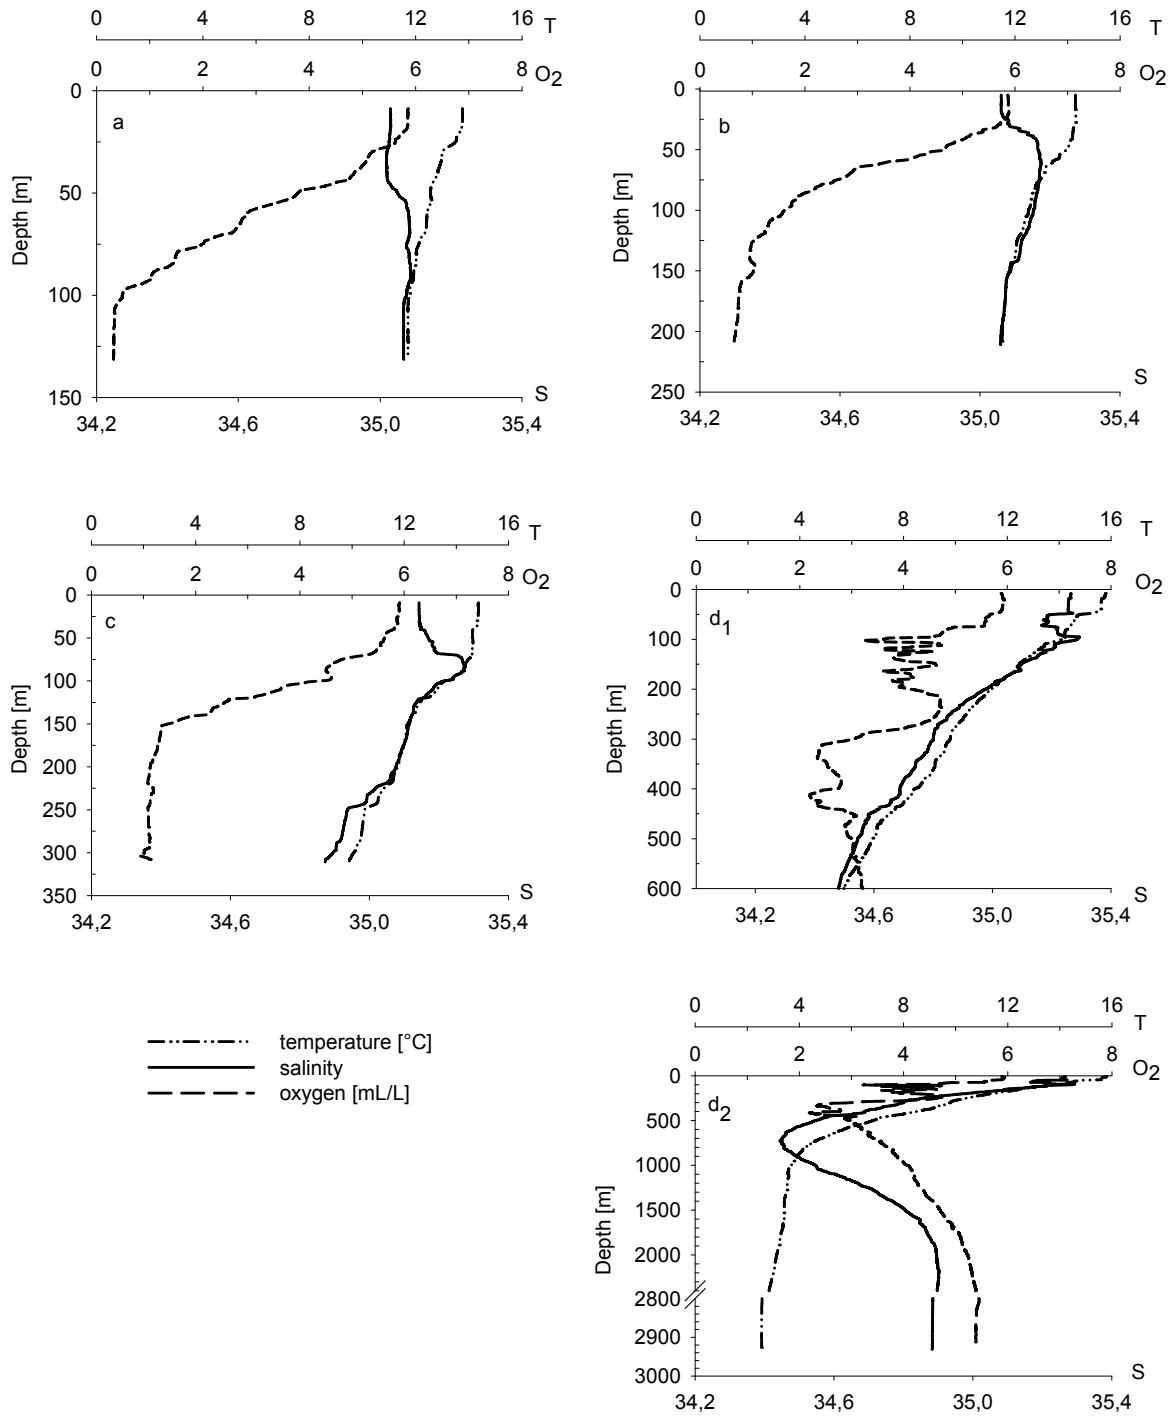 0 4 8 12 16 T
0 2 4 6 8 O2
a
0
50
100
150
Depth [m]
S
34,2 34,6 35,0 35,4
0 4 8 12 16 T
0 2 4 6 8 O2
b
0
50
100
150
200
250
Depth [m]
S
34,2 34,6 35,0 35,4
0 4 8 12 16 T
0 2 4 6 8 O2
c
0
50
100
150
200
250
300
350
Depth [m]
S
34,2 34,6 35,0 35,4
0 4 8 12 16 T
0 2 4 6 8 O2
d1
0
100
200
300
400
500
600
Depth [m]
S
34,2 34,6 35,0 35,4
temperature [°C]
salinity
oxygen [mL/L]
0 4 8 12 16 T
0 2 4 6 8 O2
d2
0
500
1000
1500
2000
2800
2900
3000
Depth [m]
S
34,2 34,6 35,0 35,4